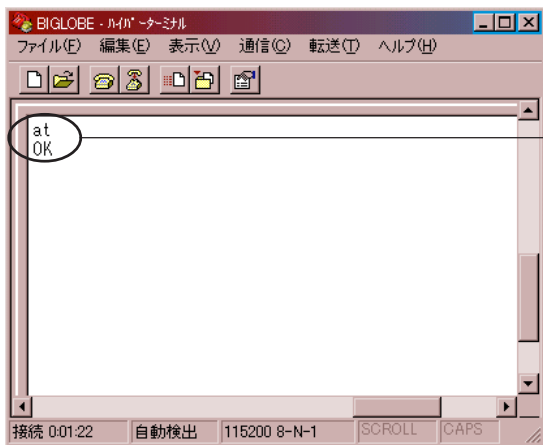 BIGLOBE - ﾊｲﾊﾟｰﾀｰﾐﾅﾙ
ファイル(F) 編集(E) 表示(V) 通信(C) 転送(T) ヘルプ(H)
at
OK
接続 0:01:22 自動検出 115200 8-N-1 SCROLL CAPS